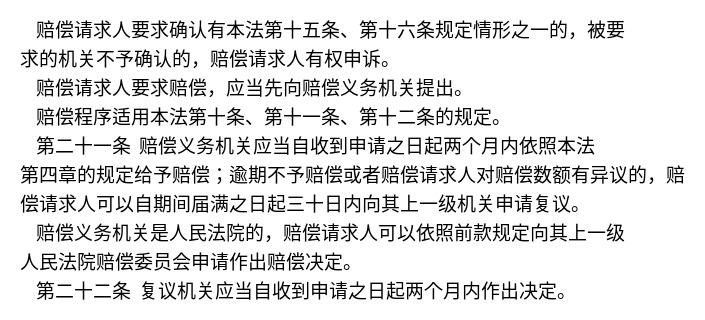 赔偿请求人要求确认有本法第十五条、第十六条规定情形之一的，被要
求的机关不予确认的，赔偿请求人有权申诉。
赔偿请求人要求赔偿，应当先向赔偿义务机关提出。
赔偿程序适用本法第十条、第十一条、第十二条的规定。
第二十一条 赔偿义务机关应当自收到申请之日起两个月内依照本法
第四章的规定给予赔偿；逾期不予赔偿或者赔偿请求人对赔偿数额有异议的，赔
偿请求人可以自期间届满之日起三十日内向其上一级机关申请复议。
赔偿义务机关是人民法院的，赔偿请求人可以依照前款规定向其上一级
人民法院赔偿委员会申请作出赔偿决定。
第二十二条 复议机关应当自收到申请之日起两个月内作出决定。